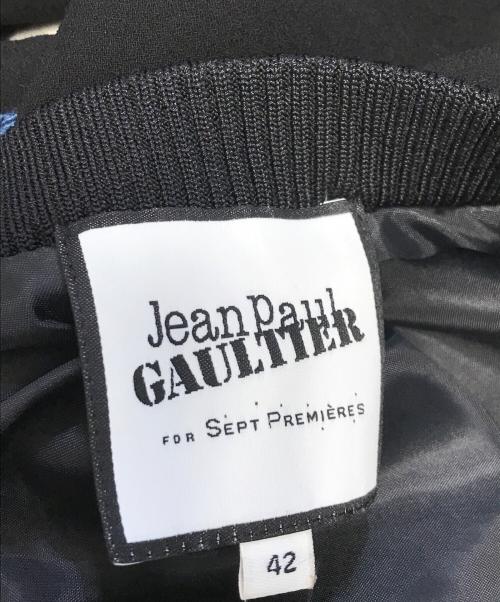 Jean Paul
GAULTIER
FOR SEPT PREMIÈRES
42